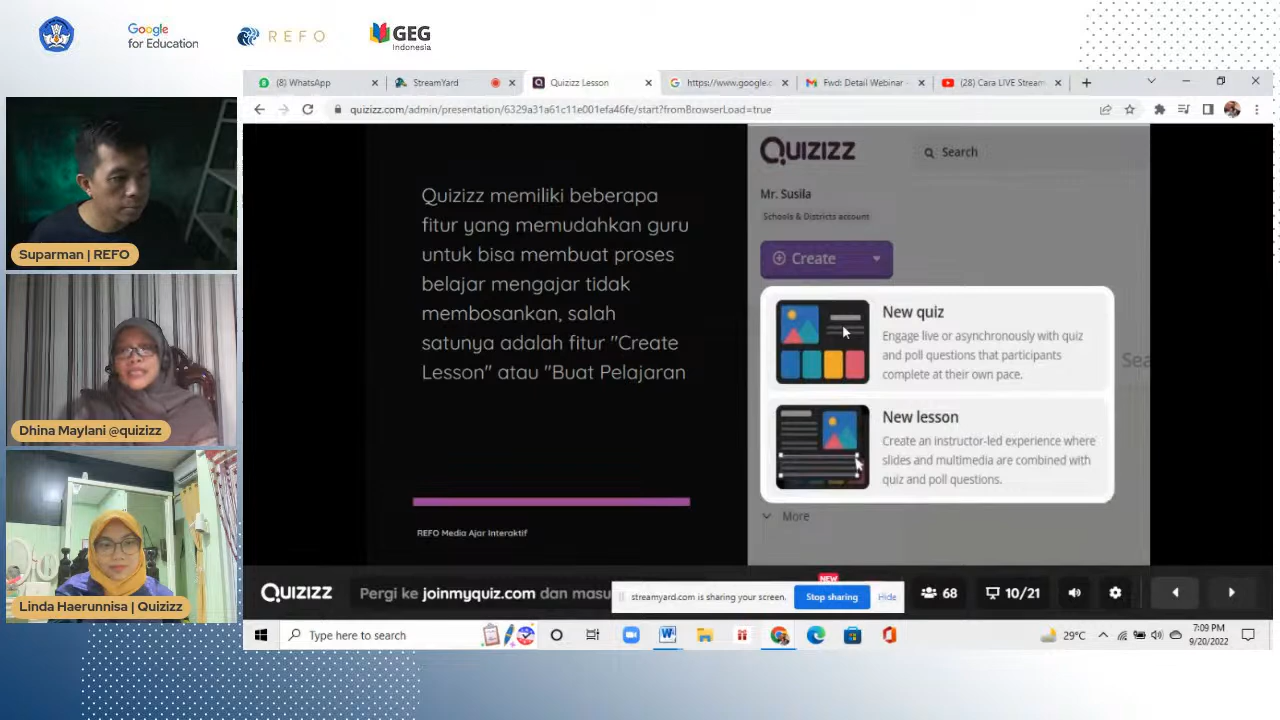 Google
for Education
REFO
GEG
Indonesia
(8) WhatsApp
StreamYard
Quizizz Lesson
https://www.google.c
Fwd: Detail Webinar -
(28) Cara LIVE Stream
quizizz.com/admin/presentation/6329a31a61c11e001efa46fe/start?fromBrowserLoad=true
Suparman | REFO
Dhina Maylani @quizizz
Linda Haerunnisa | Quizizz
Quizizz memiliki beberapa
fitur yang memudahkan guru
untuk bisa membuat proses
belajar mengajar tidak
membosankan, salah
satunya adalah fitur "Create
Lesson" atau "Buat Pelajaran
REFO Media Ajar Interaktif
QUIZIZZ
Search
Mr. Susila
Schools & Districts account
Create
New quiz
Engage live or asynchronously with quiz
and poll questions that participants
complete at their own pace.
New lesson
Create an instructor-led experience where
slides and multimedia are combined with
quiz and poll questions.
More
Sea
QUIZIZZ
Pergi ke joinmyquiz.com dan masu
streamyard.com is sharing your screen.
Stop sharing
Hide
NEW
68
10/21
Type here to search
29°C
7:09 PM
9/20/2022